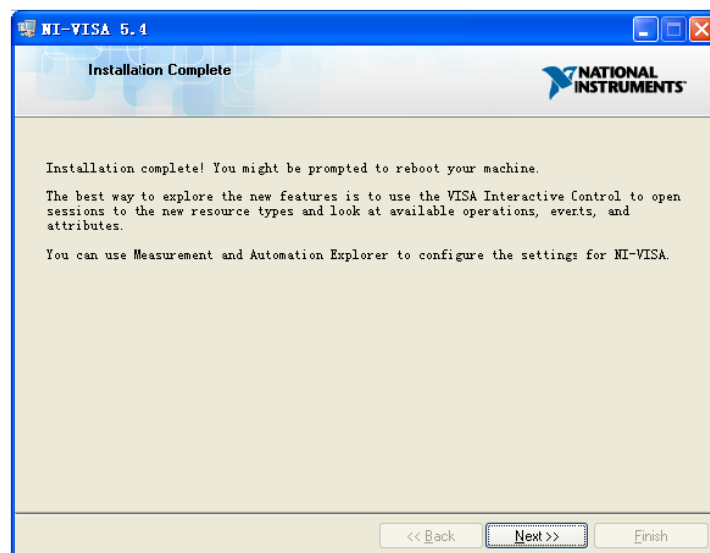 NI-VISA 5.4
Installation Complete
NATIONAL
INSTRUMENTS™
Installation complete! You might be prompted to reboot your machine.
The best way to explore the new features is to use the VISA Interactive Control to open
sessions to the new resource types and look at available operations, events, and
attributes.
You can use Measurement and Automation Explorer to configure the settings for NI-VISA.
<< Back
Next >>
Finish